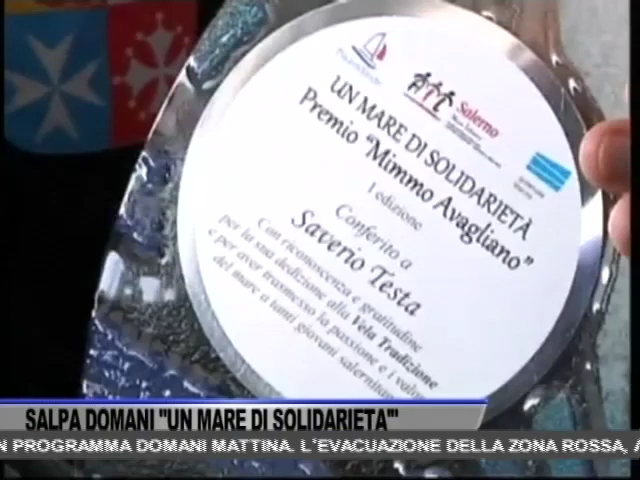 Salerno
UN MARE DI SOLIDARIETÀ
Premio "Mimmo Avagliano"
I edizione
Conferito a
Saverio Testa
Con riconoscenza e gratitudine
per la sua dedizione alla Vela Tradizione
e per aver trasmesso la passione e i valori
del mare a tanti giovani salernitani
SALPA DOMANI "UN MARE DI SOLIDARIETA'"
N PROGRAMMA DOMANI MATTINA. L'EVACUAZIONE DELLA ZONA ROSSA, A